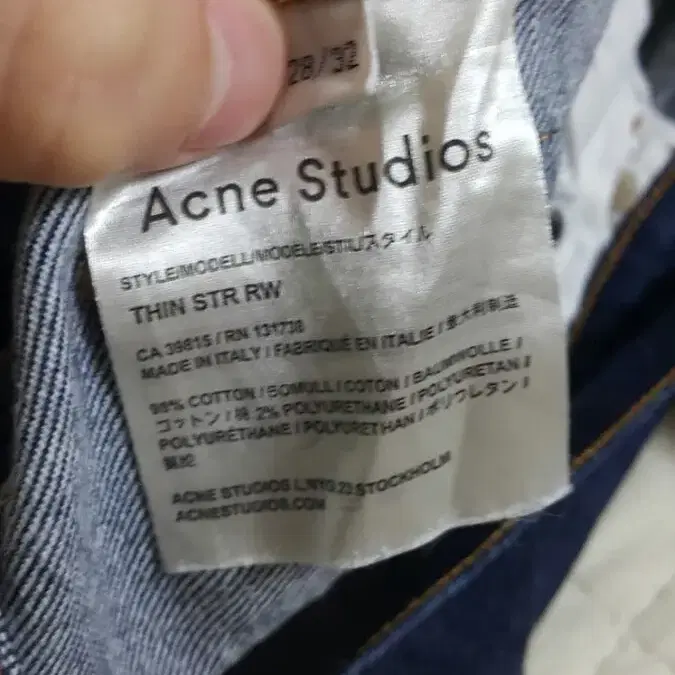 28/32
Acne Studios
STYLE/MODELL/MODELE/STIL/スタイル
THIN STR RW
CA 39815 / RN 131738
MADE IN ITALY / FABRIQUÉ EN ITALIE / 意大利制造
98% COTTON / BOMULL / COTON / BAUMWOLLE /
コットン / 棉 2% POLYURETHANE / POLYURETAN /
POLYURÉTHANE / POLYURETHAN / ポリウレタン /
ACNE STUDIOS L.N10.23 STOCKHOLM
ACNESTUDIOS.COM